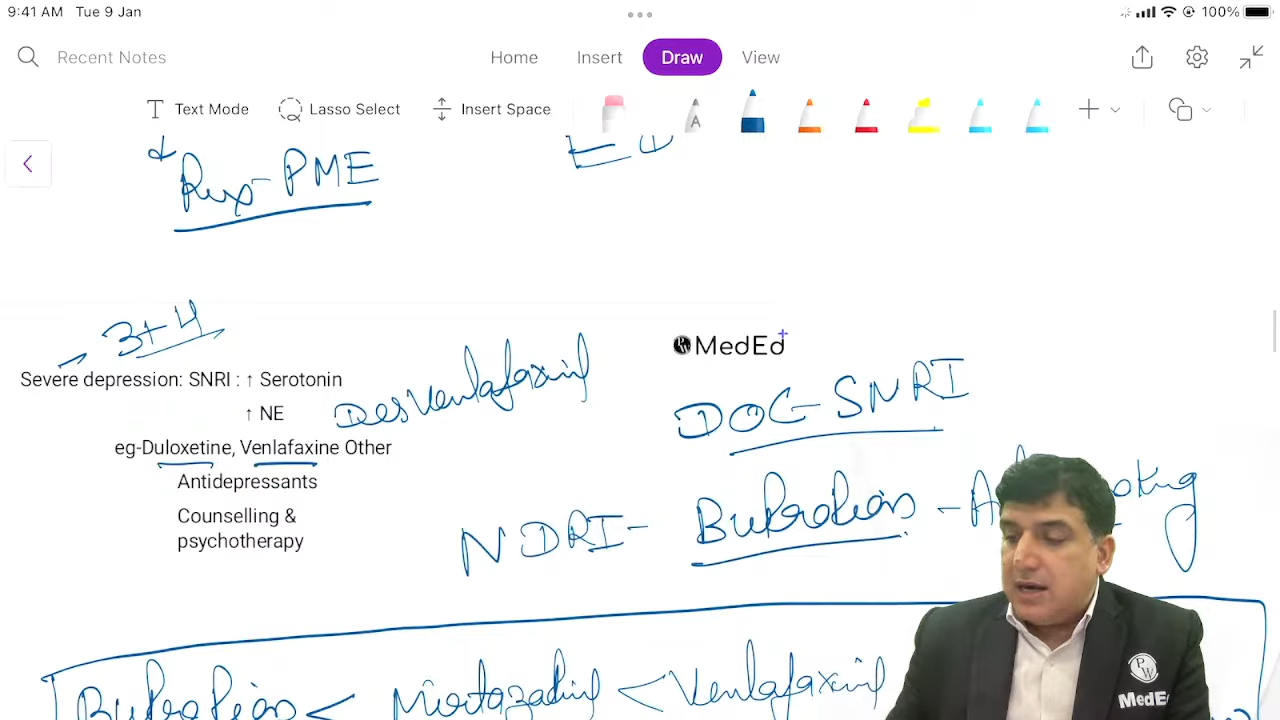 9:41 AM Tue 9 Jan 100%
Recent Notes Home Insert Draw View
Text Mode Lasso Select Insert Space A
Rx- PME
3+4
MedEd
Severe depression: SNRI : ↑ Serotonin
↑ NE
Desvenlafaxine
DOC- SNRI
eg-Duloxetine, Venlafaxine Other
Antidepressants
Counselling &
psychotherapy
NDRI- Bupropion -
Bupropion < Mirtazapine < Venlafaxine
PW
MedEd